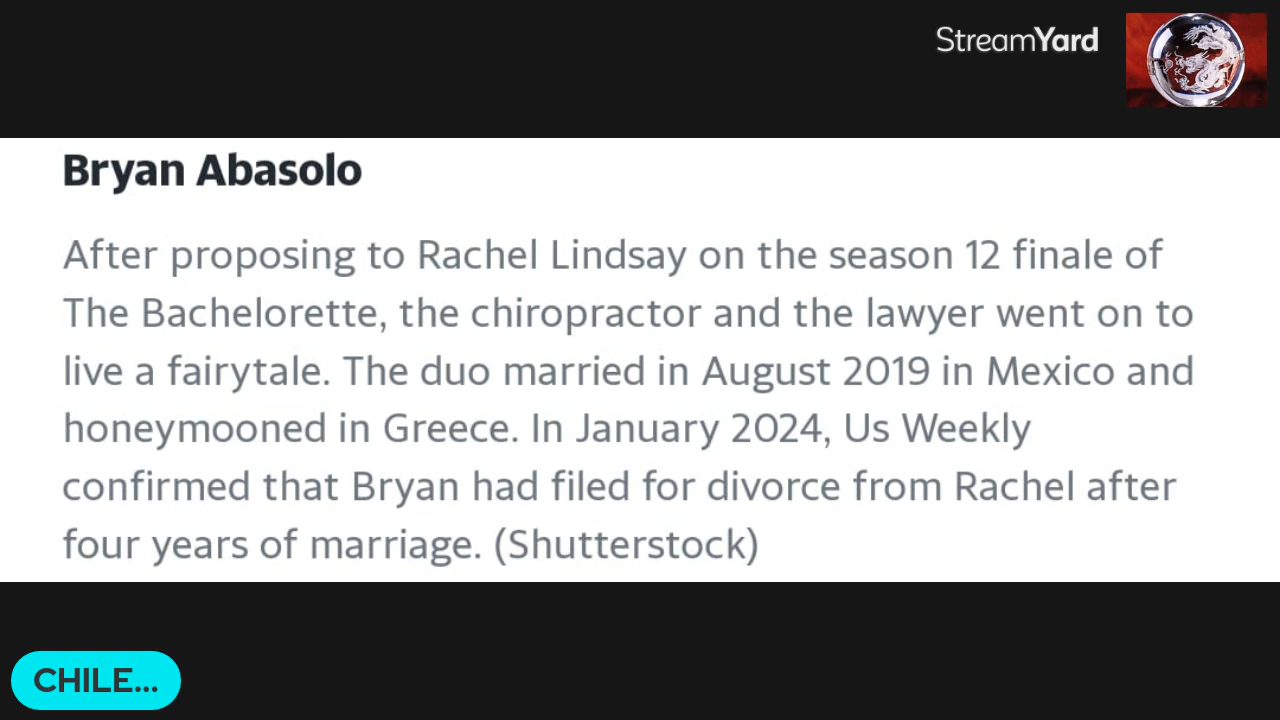 StreamYard
Bryan Abasolo
After proposing to Rachel Lindsay on the season 12 finale of
The Bachelorette, the chiropractor and the lawyer went on to
live a fairytale. The duo married in August 2019 in Mexico and
honeymooned in Greece. In January 2024, Us Weekly
confirmed that Bryan had filed for divorce from Rachel after
four years of marriage. (Shutterstock)
CHILE...